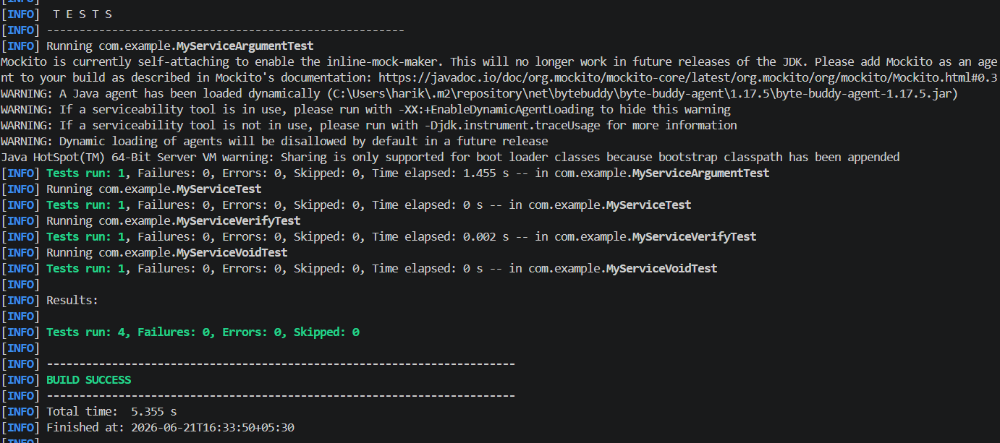 [INFO]  T E S T S
[INFO] -------------------------------------------------------
[INFO] Running com.example.MyServiceArgumentTest
Mockito is currently self-attaching to enable the inline-mock-maker. This will no longer work in future releases of the JDK. Please add Mockito as an age
nt to your build as described in Mockito's documentation: https://javadoc.io/doc/org.mockito/mockito-core/latest/org.mockito/org/mockito/Mockito.html#0.3
WARNING: A Java agent has been loaded dynamically (C:\Users\harik\.m2\repository\net\bytebuddy\byte-buddy-agent\1.17.5\byte-buddy-agent-1.17.5.jar)
WARNING: If a serviceability tool is in use, please run with -XX:+EnableDynamicAgentLoading to hide this warning
WARNING: If a serviceability tool is not in use, please run with -Djdk.instrument.traceUsage for more information
WARNING: Dynamic loading of agents will be disallowed by default in a future release
Java HotSpot(TM) 64-Bit Server VM warning: Sharing is only supported for boot loader classes because bootstrap classpath has been appended
[INFO] Tests run: 1, Failures: 0, Errors: 0, Skipped: 0, Time elapsed: 1.455 s -- in com.example.MyServiceArgumentTest
[INFO] Running com.example.MyServiceTest
[INFO] Tests run: 1, Failures: 0, Errors: 0, Skipped: 0, Time elapsed: 0 s -- in com.example.MyServiceTest
[INFO] Running com.example.MyServiceVerifyTest
[INFO] Tests run: 1, Failures: 0, Errors: 0, Skipped: 0, Time elapsed: 0.002 s -- in com.example.MyServiceVerifyTest
[INFO] Running com.example.MyServiceVoidTest
[INFO] Tests run: 1, Failures: 0, Errors: 0, Skipped: 0, Time elapsed: 0 s -- in com.example.MyServiceVoidTest
[INFO]
[INFO] Results:
[INFO]
[INFO] Tests run: 4, Failures: 0, Errors: 0, Skipped: 0
[INFO]
[INFO] ------------------------------------------------------------------------
[INFO] BUILD SUCCESS
[INFO] ------------------------------------------------------------------------
[INFO] Total time:  5.355 s
[INFO] Finished at: 2026-06-21T16:33:50+05:30